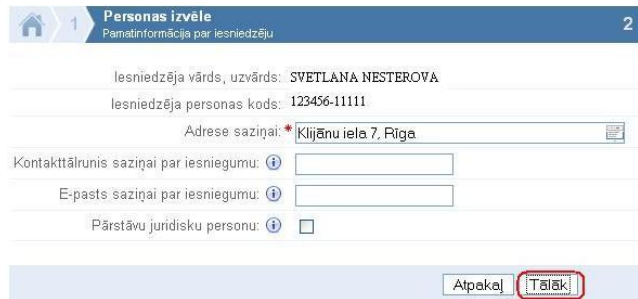 1 Personas izvēle 2
Pamatinformācija par iesniedzēju
Iesniedzēja vārds, uzvārds: SVETLANA NESTEROVA
Iesniedzēja personas kods: 123456-11111
Adrese saziņai: * Klijānu iela 7, Rīga
Kontakttālrunis saziņai par iesniegumu:
E-pasts saziņai par iesniegumu:
Pārstāvu juridisku personu:
Atpakaļ Tālāk